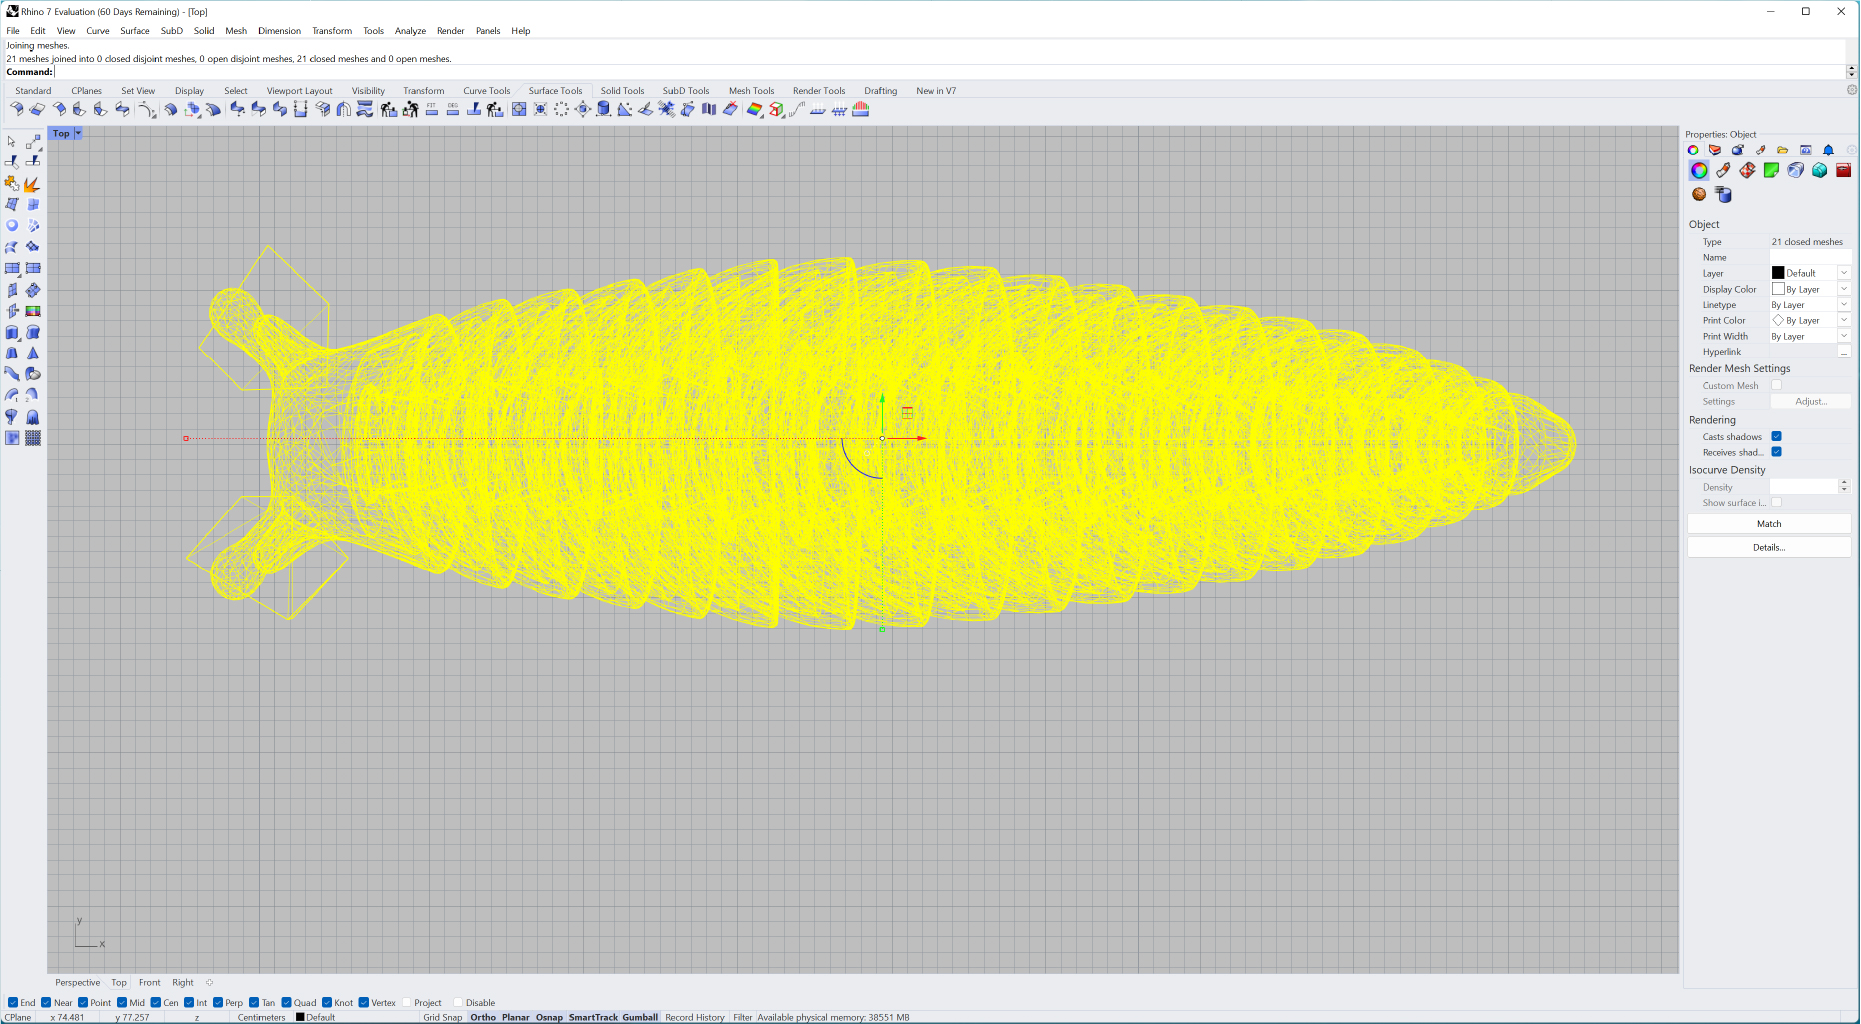 Rhino 7 Evaluation (60 Days Remaining) - [Top]
File Edit View Curve Surface SubD Solid Mesh Dimension Transform Tools Analyze Render Panels Help
Joining meshes.
21 meshes joined into 0 closed disjoint meshes, 0 open disjoint meshes, 21 closed meshes and 0 open meshes.
Command:
Standard CPlanes Set View Display Select Viewport Layout Visibility Transform Curve Tools Surface Tools Solid Tools SubD Tools Mesh Tools Render Tools Drafting New in V7
FIT DEG
Top
Properties: Object
Object
Type 21 closed meshes
Name
Layer Default
Display Color By Layer
Linetype By Layer
Print Color By Layer
Print Width By Layer
Hyperlink ...
Render Mesh Settings
Custom Mesh
Settings Adjust...
Rendering
Casts shadows
Receives shad...
Isocurve Density
Density
Show surface i...
Match
Details...
y
x
Perspective Top Front Right
End Near Point Mid Cen Int Perp Tan Quad Knot Vertex Project Disable
CPlane x 74.481 y 77.257 z Centimeters Default Grid Snap Ortho Planar Osnap SmartTrack Gumball Record History Filter Available physical memory: 38551 MB